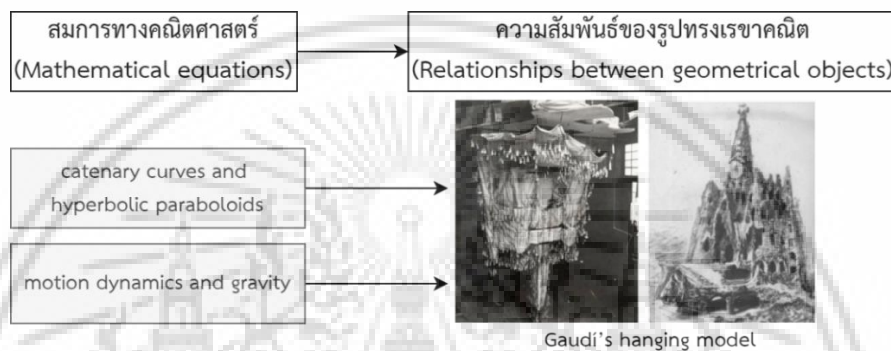 สมการทางคณิตศาสตร์
(Mathematical equations)
ความสัมพันธ์ของรูปทรงเรขาคณิต
(Relationships between geometrical objects)
catenary curves and
hyperbolic paraboloids
motion dynamics and gravity
Gaudí's hanging model